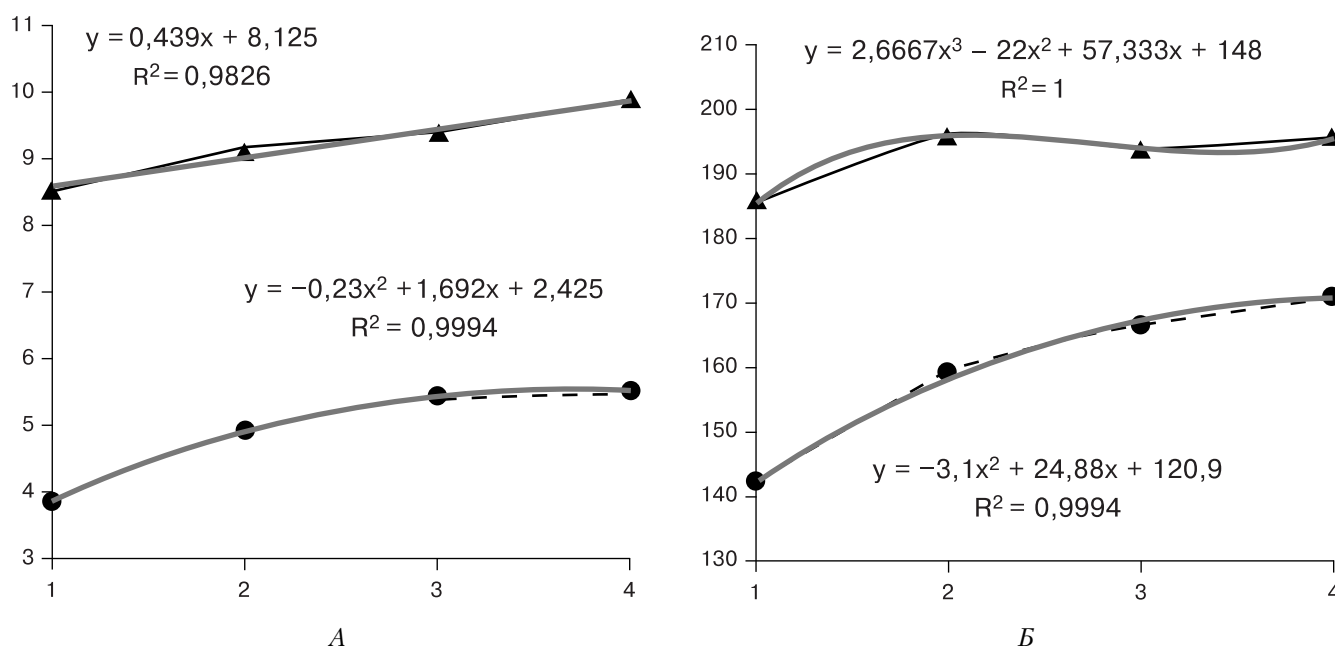 11
10
9
8
7
6
5
4
3
y = 0,439x + 8,125
R² = 0,9826
y = −0,23x² + 1,692x + 2,425
R² = 0,9994
1 2 3 4
А
210
200
190
180
170
160
150
140
130
y = 2,6667x³ − 22x² + 57,333x + 148
R² = 1
y = −3,1x² + 24,88x + 120,9
R² = 0,9994
1 2 3 4
Б